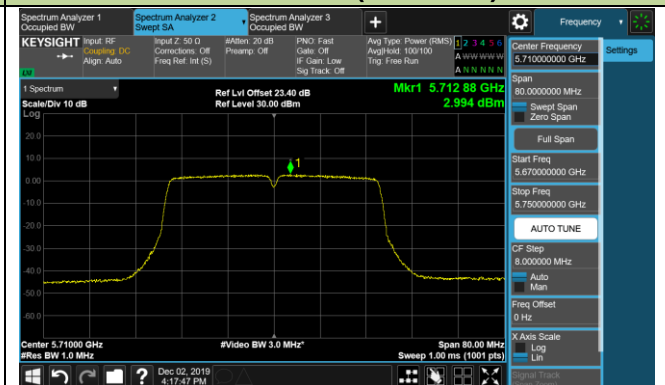 Spectrum Analyzer 1
Occupied BW
Spectrum Analyzer 2
Swept SA
Spectrum Analyzer 3
Occupied BW
+
Frequency
KEYSIGHT
Input: RF
Coupling: DC
Align: Auto
Input Z: 50 Ω
Corrections: Off
Freq Ref: Int (S)
#Atten: 20 dB
Preamp: Off
PNO: Fast
Gate: Off
IF Gain: Low
Sig Track: Off
Avg Type: Power (RMS)
Avg|Hold: 100/100
Trig: Free Run
1 2 3 4 5 6
A W W W W W
A N N N N N
1 Spectrum
Scale/Div 10 dB
Log
Ref Lvl Offset 23.40 dB
Ref Level 30.00 dBm
Mkr1 5.712 88 GHz
2.994 dBm
20.0
10.0
0.00
-10.0
-20.0
-30.0
-40.0
-50.0
-60.0
1
Center 5.71000 GHz
#Res BW 1.0 MHz
#Video BW 3.0 MHz*
Span 80.00 MHz
Sweep 1.00 ms (1001 pts)
?
Dec 02, 2019
4:17:47 PM
Center Frequency
5.710000000 GHz
Settings
Span
80.0000000 MHz
Swept Span
Zero Span
Full Span
Start Freq
5.670000000 GHz
Stop Freq
5.750000000 GHz
AUTO TUNE
CF Step
8.000000 MHz
Auto
Man
Freq Offset
0 Hz
X Axis Scale
Log
Lin
Signal Track